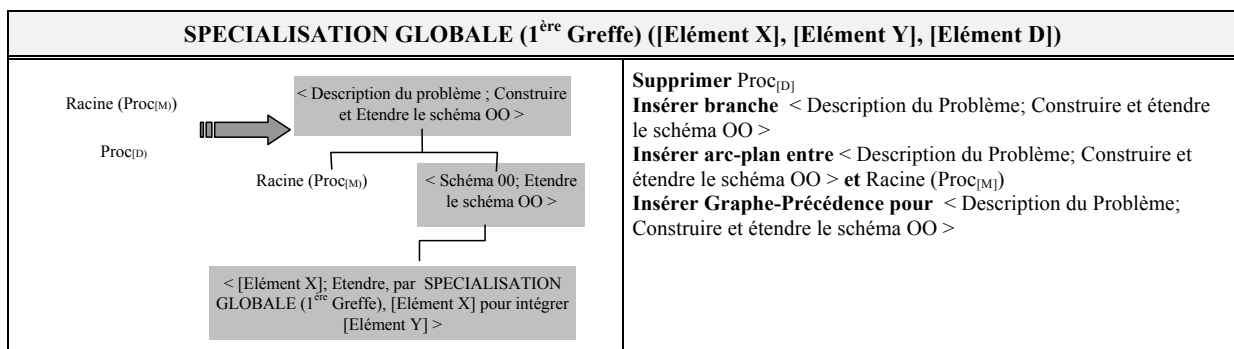 SPECIALISATION GLOBALE (1ère Greffe) ([Elément X], [Elément Y], [Elément D])
Racine (Proc[M])
Proc[D]
< Description du problème ; Construire
et Etendre le schéma OO >
Racine (Proc[M])
< Schéma 00; Etendre
le schéma OO >
< [Elément X]; Etendre, par SPECIALISATION
GLOBALE (1ère Greffe), [Elément X] pour intégrer
[Elément Y] >
Supprimer Proc[D]
Insérer branche < Description du Problème; Construire et étendre
le schéma OO >
Insérer arc-plan entre < Description du Problème; Construire et
étendre le schéma OO > et Racine (Proc[M])
Insérer Graphe-Précédence pour < Description du Problème;
Construire et étendre le schéma OO >